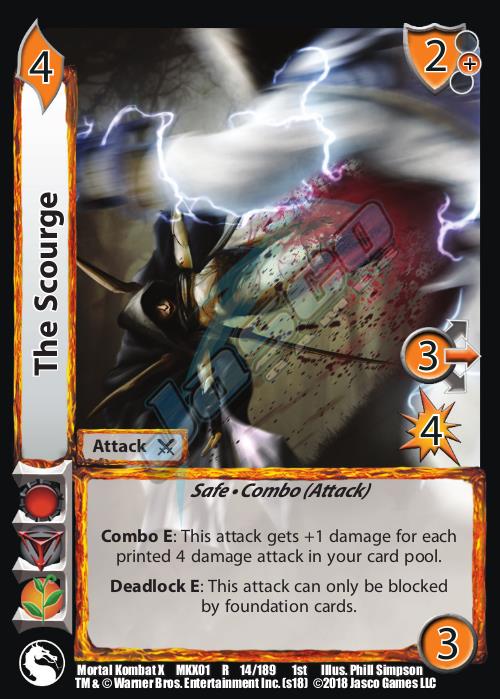 4
2
+
The Scourge
3
4
Attack
Safe • Combo (Attack)
Combo E: This attack gets +1 damage for each
printed 4 damage attack in your card pool.
Deadlock E: This attack can only be blocked
by foundation cards.
3
Mortal Kombat X MKX01 R 14/189 1st Illus. Phill Simpson
TM & © Warner Bros. Entertainment Inc. (s18) ©2018 Jasco Games LLC
Jasco